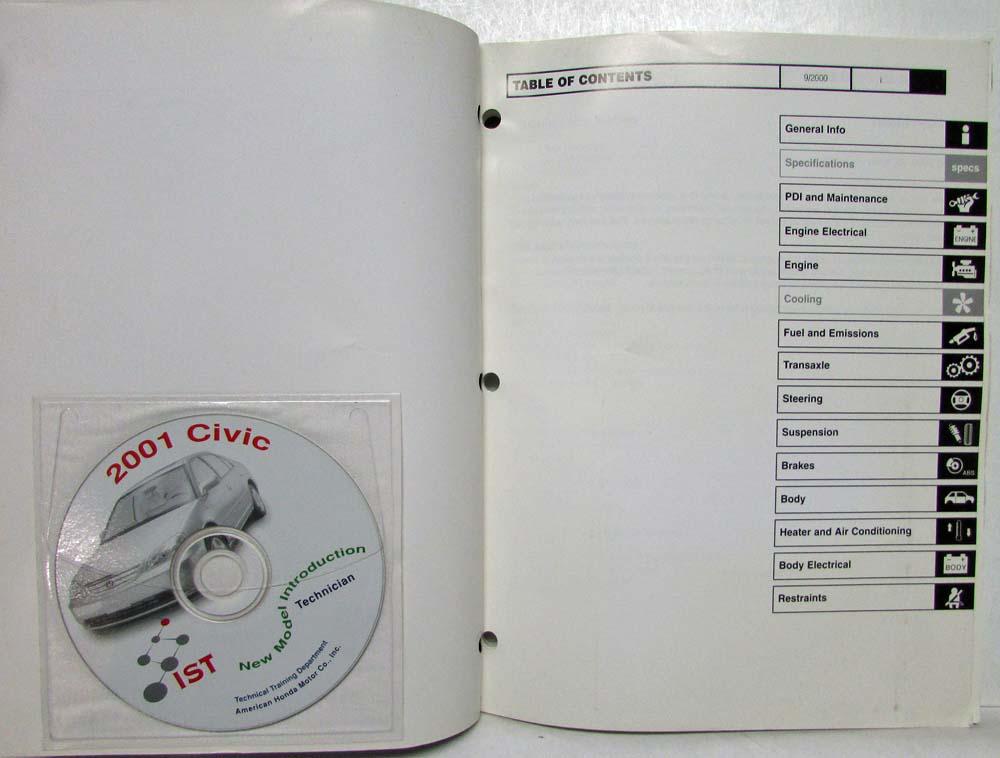 2001 Civic
New Model Introduction
Technician
IST
Technical Training Department
American Honda Motor Co., Inc.
TABLE OF CONTENTS 9/2000 i
General Info
Specifications specs
PDI and Maintenance
Engine Electrical ENGINE
Engine
Cooling
Fuel and Emissions
Transaxle
Steering
Suspension
Brakes ABS
Body
Heater and Air Conditioning
Body Electrical BODY
Restraints